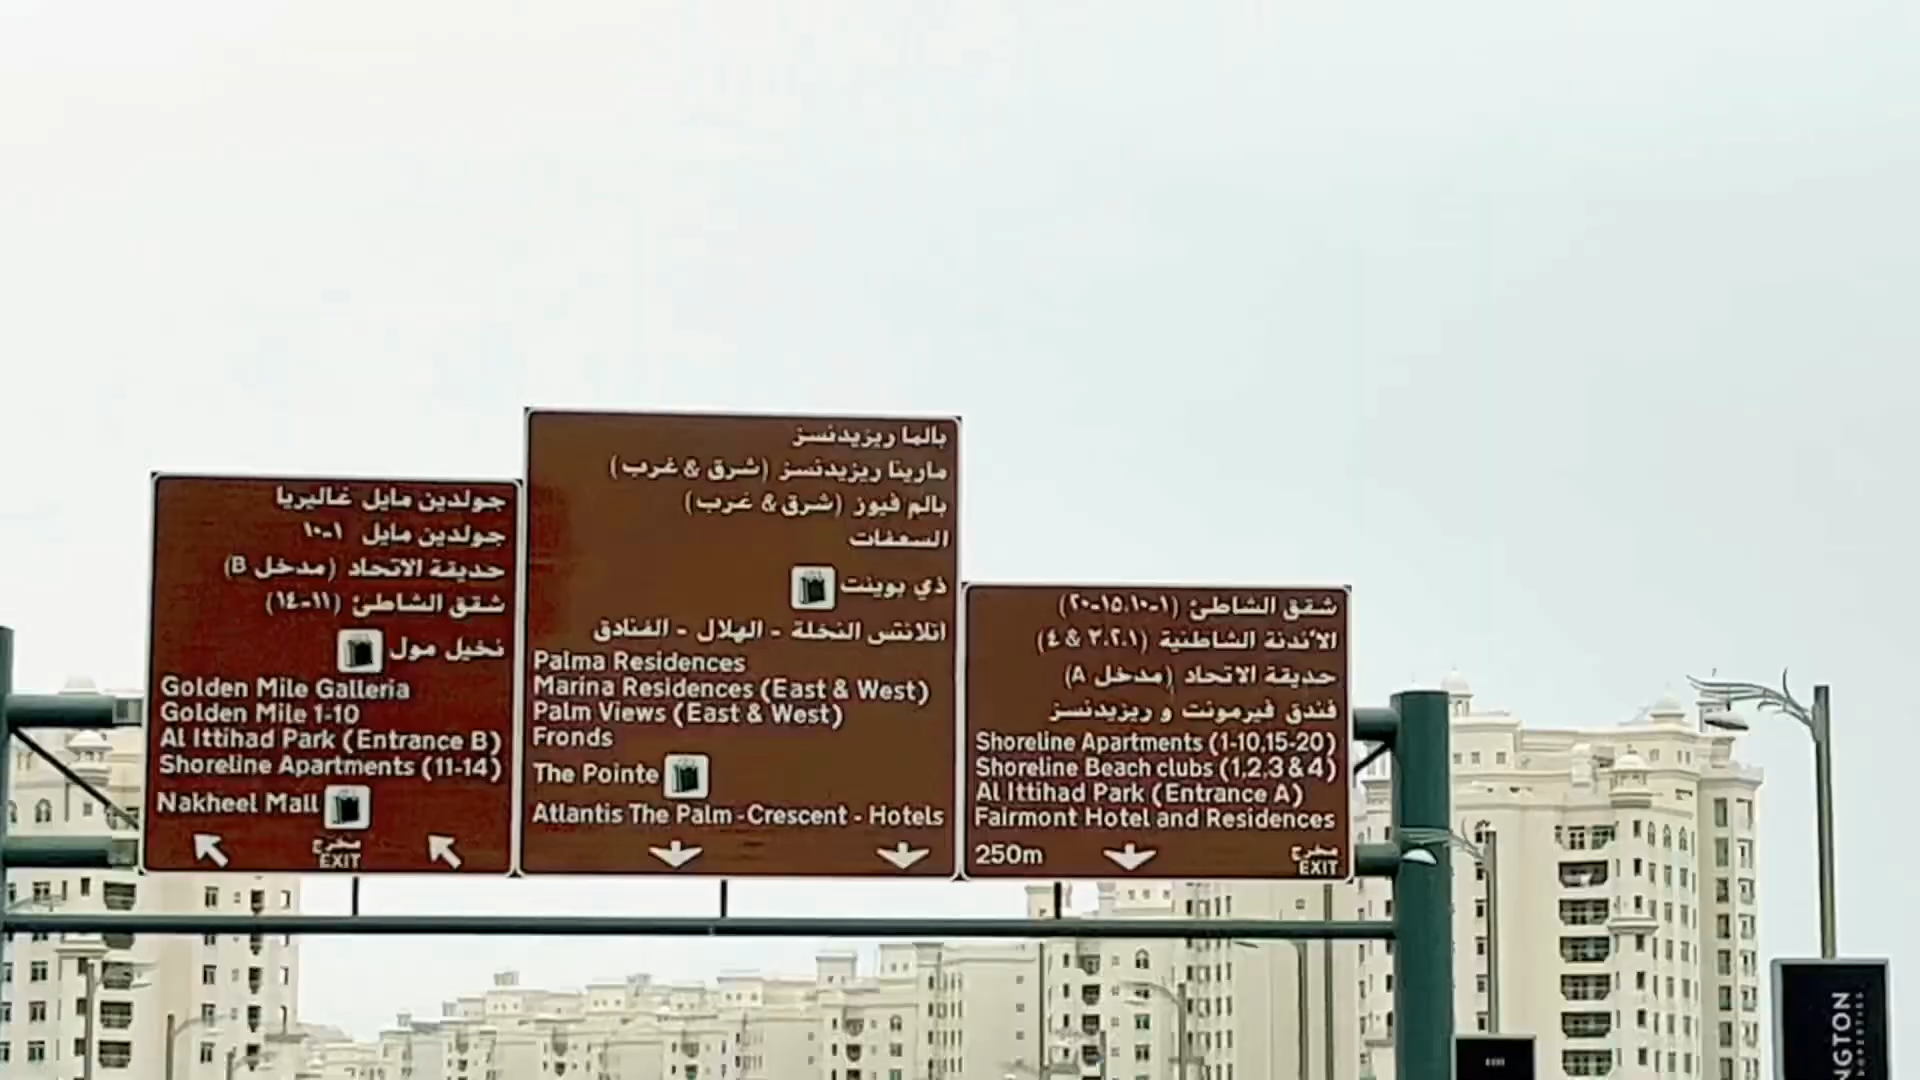 جولدين مايل غاليريا
جولدين مايل ١-١٠
حديقة الاتحاد (مدخل B)
شقق الشاطئ (١١-١٤)
نخيل مول
Golden Mile Galleria
Golden Mile 1-10
Al Ittihad Park (Entrance B)
Shoreline Apartments (11-14)
Nakheel Mall
مخرج
EXIT
بالما ريزيدنسز
مارينا ريزيدنسز (شرق & غرب)
بالم فيوز (شرق & غرب)
السعفات
ذي بوينت
اتلانتس النخلة - الهلال - الفنادق
Palma Residences
Marina Residences (East & West)
Palm Views (East & West)
Fronds
The Pointe
Atlantis The Palm -Crescent - Hotels
شقق الشاطئ (١-١٠،١٥-٢٠)
الأندية الشاطئية (٣،٢،١ & ٤)
حديقة الاتحاد (مدخل A)
فندق فيرمونت و ريزيدنسز
Shoreline Apartments (1-10,15-20)
Shoreline Beach clubs (1,2,3 & 4)
Al Ittihad Park (Entrance A)
Fairmont Hotel and Residences
250m
مخرج
EXIT
NGTON